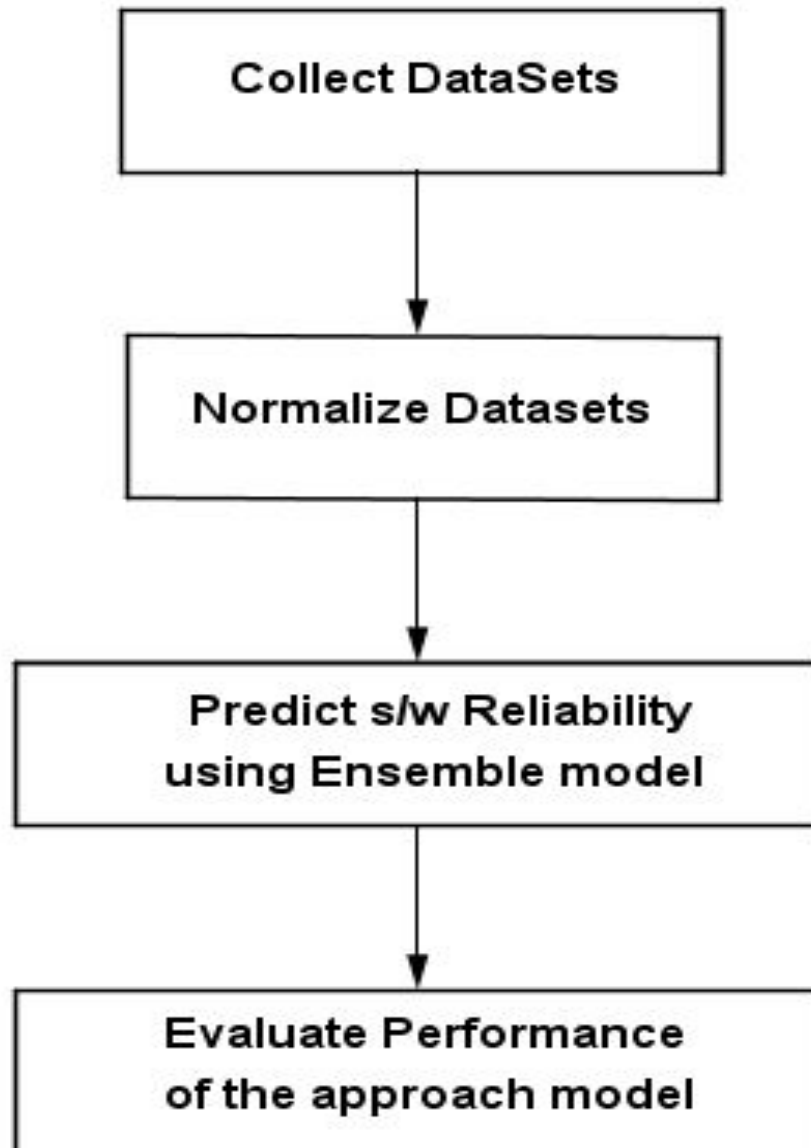 Collect DataSets
Normalize Datasets
Predict s/w Reliability
using Ensemble model
Evaluate Performance
of the approach model